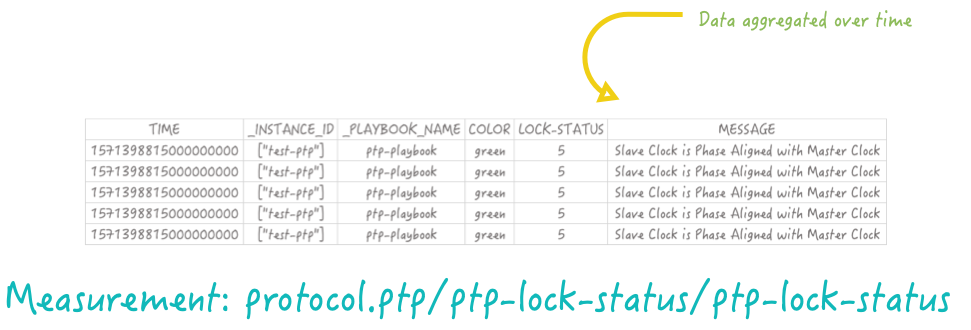 Data aggregated over time
TIME _INSTANCE_ID _PLAYBOOK_NAME COLOR LOCK-STATUS MESSAGE
1571398815000000000 ["test-ptp"] ptp-playbook green 5 Slave Clock is Phase Aligned with Master Clock
1571398815000000000 ["test-ptp"] ptp-playbook green 5 Slave Clock is Phase Aligned with Master Clock
1571398815000000000 ["test-ptp"] ptp-playbook green 5 Slave Clock is Phase Aligned with Master Clock
1571398815000000000 ["test-ptp"] ptp-playbook green 5 Slave Clock is Phase Aligned with Master Clock
1571398815000000000 ["test-ptp"] ptp-playbook green 5 Slave Clock is Phase Aligned with Master Clock
Measurement: protocol.ptp/ptp-lock-status/ptp-lock-status